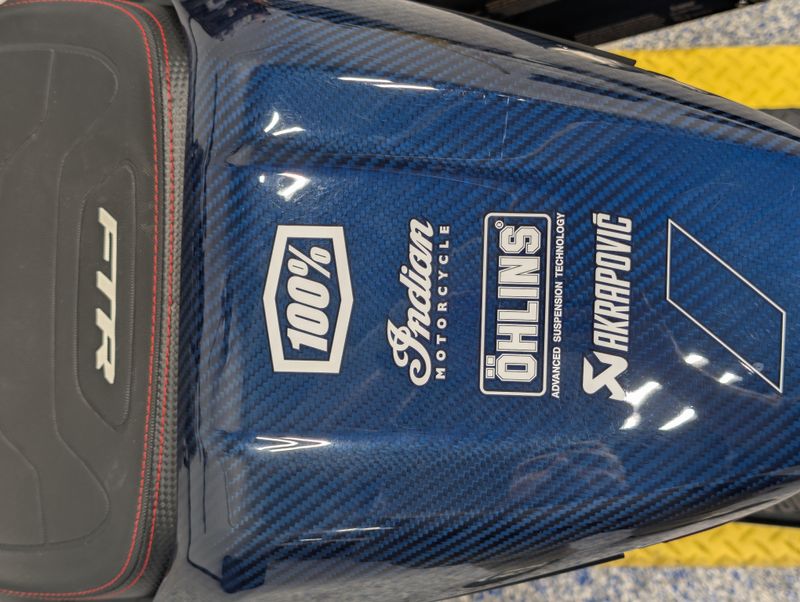 FTR
100%
Indian
MOTORCYCLE
ÖHLINS®
ADVANCED SUSPENSION TECHNOLOGY
AKRAPOVIČ